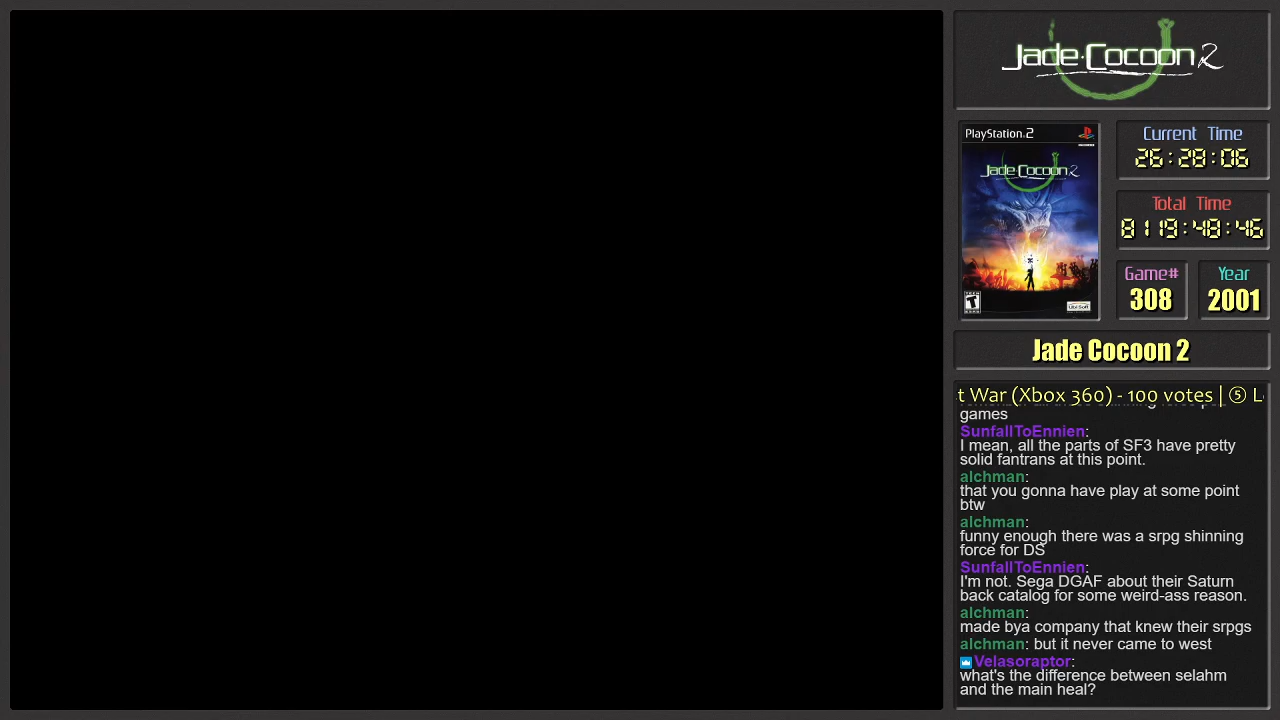 Jade Cocoon 2
PlayStation.2
Jade Cocoon 2
TEEN
T
Ubi Soft
Current Time
26:28:06
Total Time
8119:48:46
Game#
308
Year
2001
Jade Cocoon 2
t War (Xbox 360) - 100 votes | ⑤ L
games
SunfallToEnnien:
I mean, all the parts of SF3 have pretty
solid fantrans at this point.
alchman:
that you gonna have play at some point
btw
alchman:
funny enough there was a srpg shinning
force for DS
SunfallToEnnien:
I'm not. Sega DGAF about their Saturn
back catalog for some weird-ass reason.
alchman:
made bya company that knew their srpgs
alchman: but it never came to west
Velasoraptor:
what's the difference between selahm
and the main heal?